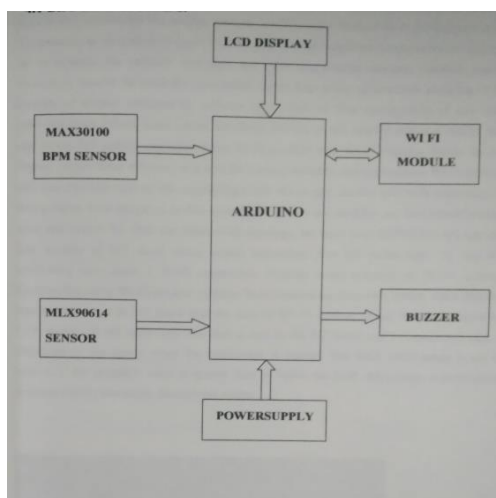 LCD DISPLAY
MAX30100
BPM SENSOR
WI FI
MODULE
ARDUINO
MLX90614
SENSOR
BUZZER
POWERSUPPLY